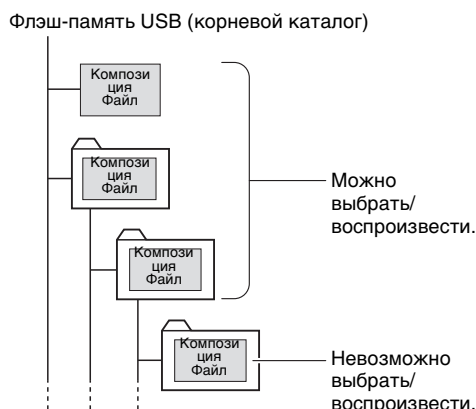 Флэш-память USB (корневой каталог)
Компози
ция
Файл
Компози
ция
Файл
Можно
выбрать/
воспроизвести.
Компози
ция
Файл
Компози
ция
Файл
Невозможно
выбрать/
воспроизвести.